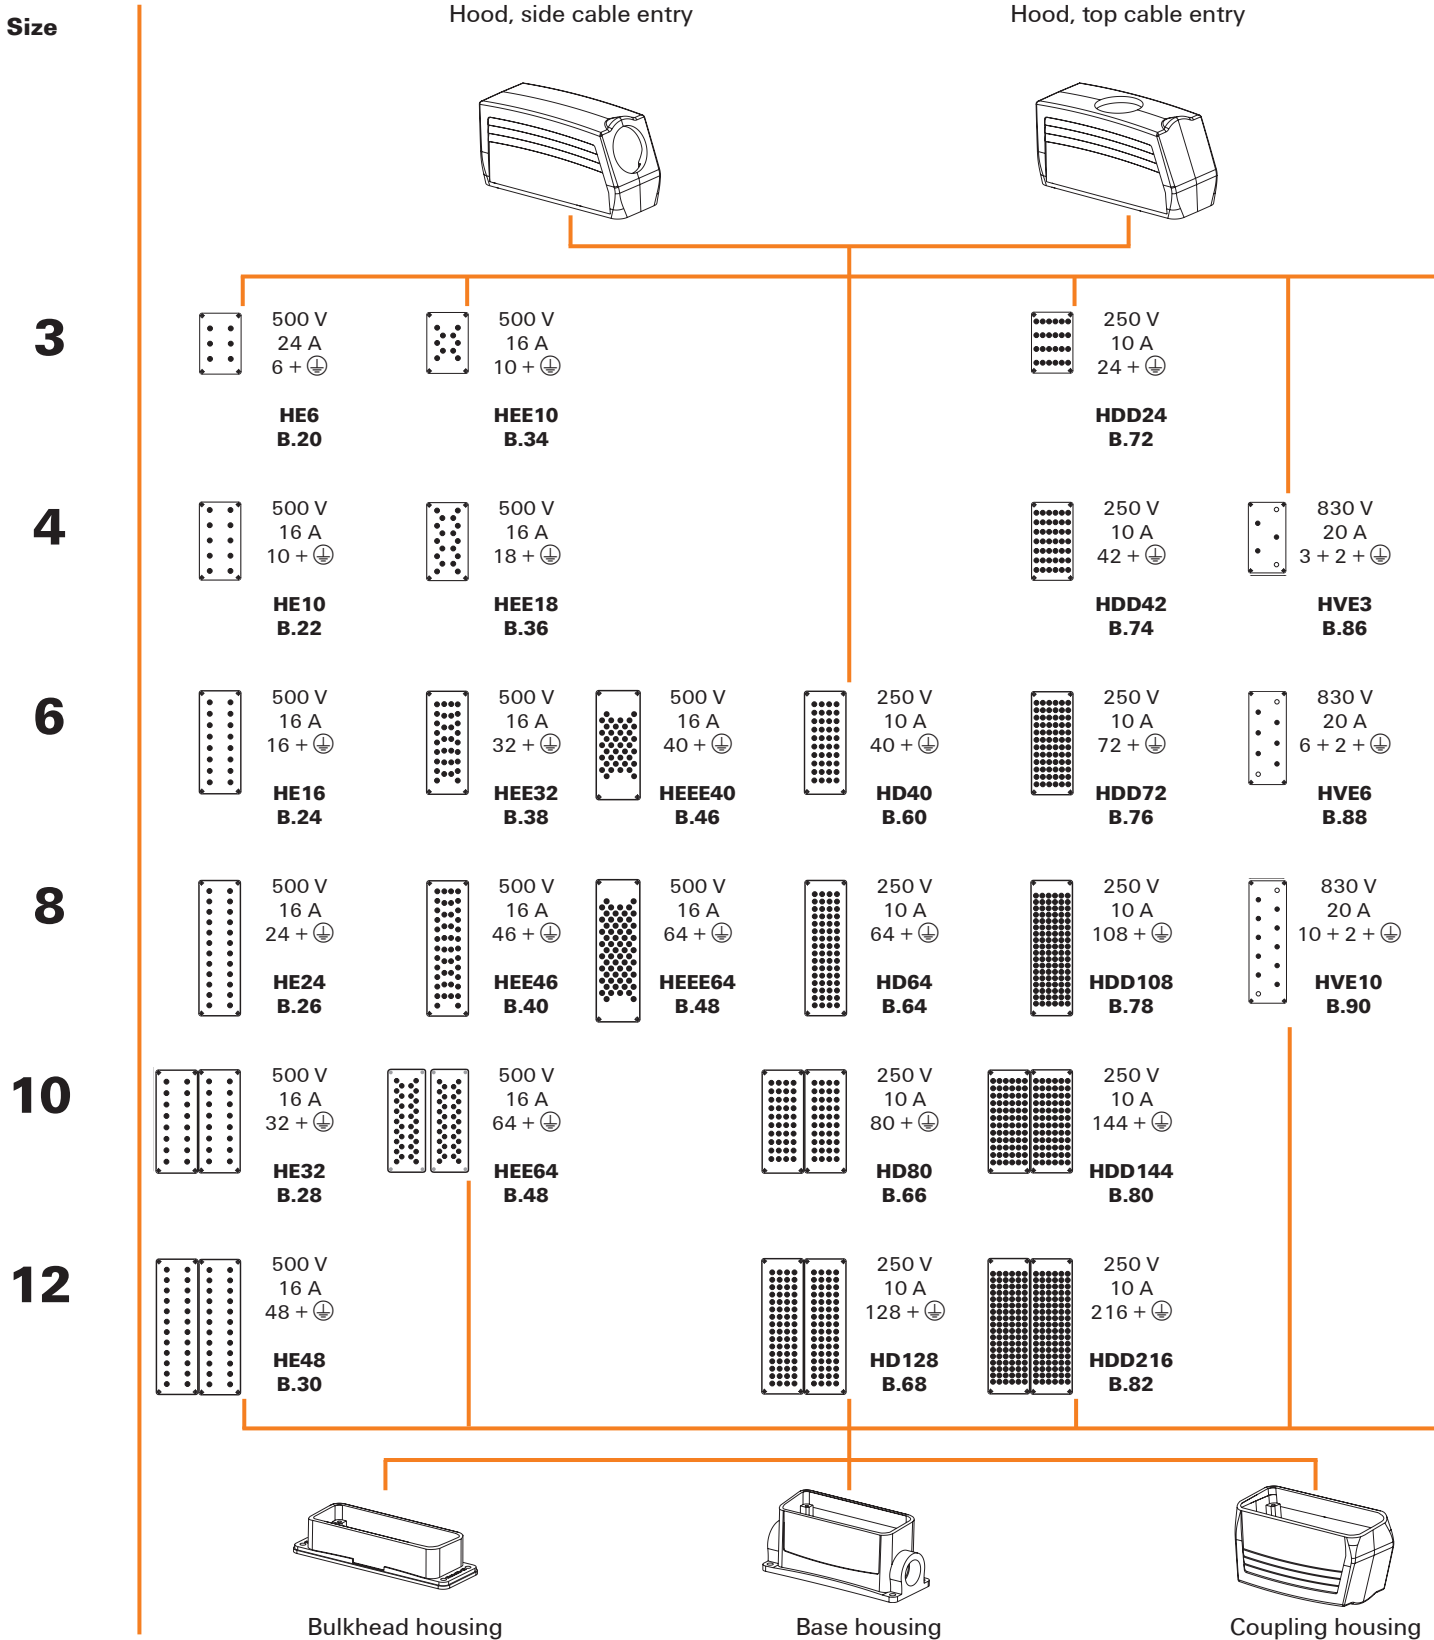 Size
Hood, side cable entry
Hood, top cable entry
3
500 V
24 A
6 + ⏚
HE6
B.20
500 V
16 A
10 + ⏚
HEE10
B.34
250 V
10 A
24 + ⏚
HDD24
B.72
4
500 V
16 A
10 + ⏚
HE10
B.22
500 V
16 A
18 + ⏚
HEE18
B.36
250 V
10 A
42 + ⏚
HDD42
B.74
830 V
20 A
3 + 2 + ⏚
HVE3
B.86
6
500 V
16 A
16 + ⏚
HE16
B.24
500 V
16 A
32 + ⏚
HEE32
B.38
500 V
16 A
40 + ⏚
HEEE40
B.46
250 V
10 A
40 + ⏚
HD40
B.60
250 V
10 A
72 + ⏚
HDD72
B.76
830 V
20 A
6 + 2 + ⏚
HVE6
B.88
8
500 V
16 A
24 + ⏚
HE24
B.26
500 V
16 A
46 + ⏚
HEE46
B.40
500 V
16 A
64 + ⏚
HEEE64
B.48
250 V
10 A
64 + ⏚
HD64
B.64
250 V
10 A
108 + ⏚
HDD108
B.78
830 V
20 A
10 + 2 + ⏚
HVE10
B.90
10
500 V
16 A
32 + ⏚
HE32
B.28
500 V
16 A
64 + ⏚
HEE64
B.48
250 V
10 A
80 + ⏚
HD80
B.66
250 V
10 A
144 + ⏚
HDD144
B.80
12
500 V
16 A
48 + ⏚
HE48
B.30
250 V
10 A
128 + ⏚
HD128
B.68
250 V
10 A
216 + ⏚
HDD216
B.82
Bulkhead housing
Base housing
Coupling housing